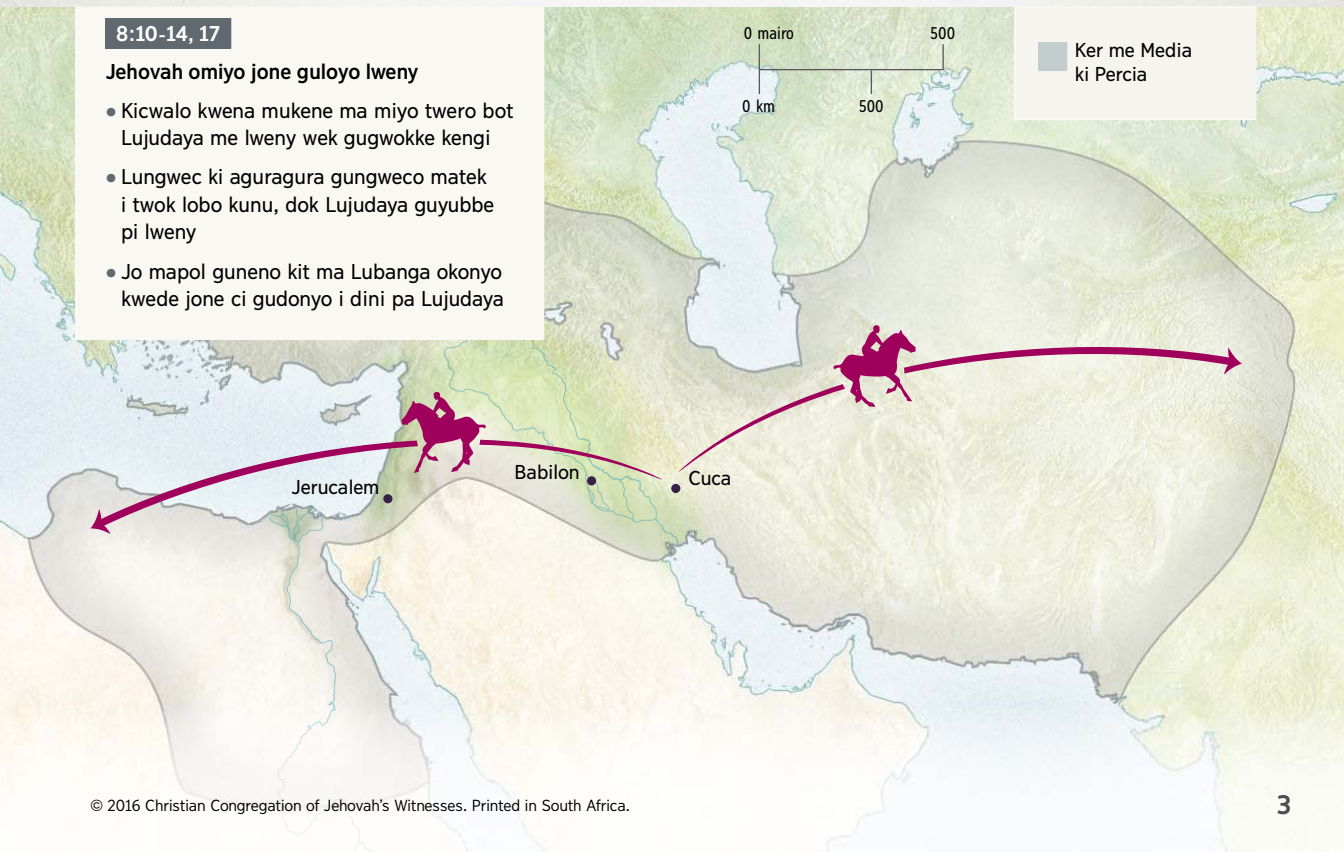 8:10-14, 17
Jehovah omiyo jone guloyo lweny
● Kicwalo kwena mukene ma miyo twero bot
Lujudaya me lweny wek gugwokke kengi
● Lungwec ki aguragura gungweco matek
i twok lobo kunu, dok Lujudaya guyubbe
pi lweny
● Jo mapol guneno kit ma Lubanga okonyo
kwede jone ci gudonyo i dini pa Lujudaya
0 mairo 500
0 km 500
Ker me Media
ki Percia
Jerucalem
Babilon
Cuca
© 2016 Christian Congregation of Jehovah's Witnesses. Printed in South Africa.
3